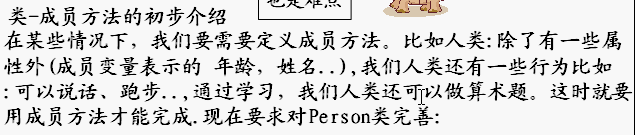 也是难点
类-成员方法的初步介绍
在某些情况下，我们要需要定义成员方法。比如人类:除了有一些属
性外(成员变量表示的 年龄，姓名..),我们人类还有一些行为比如
:可以说话、跑步..,通过学习，我们人类还可以做算术题。这时就要
用成员方法才能完成.现在要求对Person类完善: